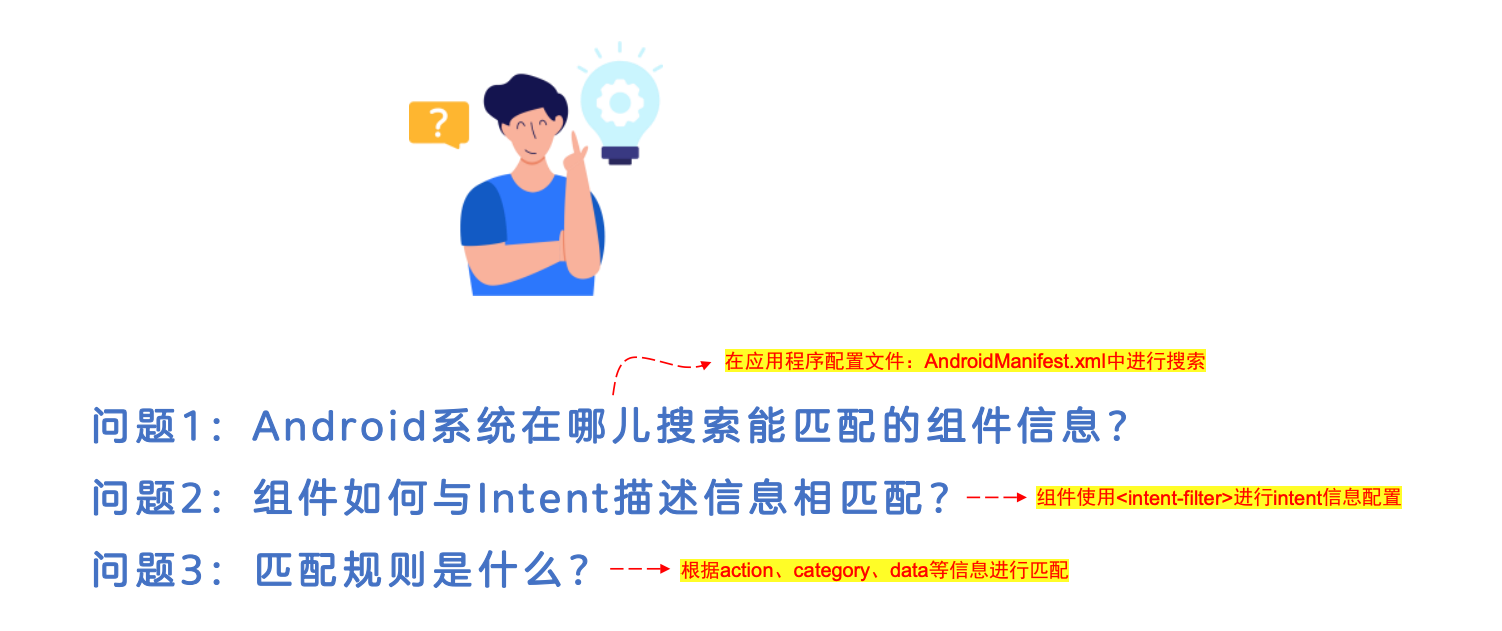 ?
在应用程序配置文件：AndroidManifest.xml中进行搜索
问题1：Android系统在哪儿搜索能匹配的组件信息？
问题2：组件如何与Intent描述信息相匹配？
组件使用<intent-filter>进行intent信息配置
问题3：匹配规则是什么？
根据action、category、data等信息进行匹配